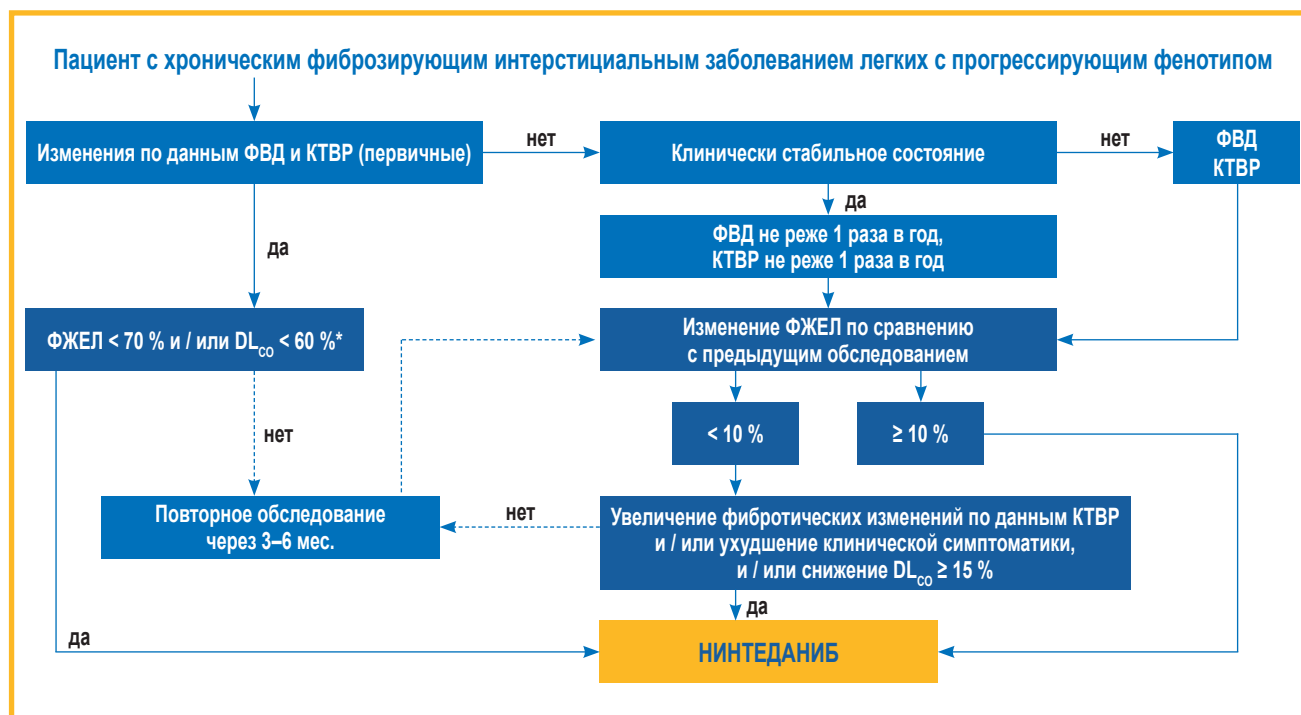 Пациент с хроническим фиброзирующим интерстициальным заболеванием легких с прогрессирующим фенотипом
Изменения по данным ФВД и КТВР (первичные)
нет
Клинически стабильное состояние
нет
ФВД
КТВР
да
да
ФВД не реже 1 раза в год,
КТВР не реже 1 раза в год
ФЖЕЛ < 70 % и / или DLCO < 60 %*
Изменение ФЖЕЛ по сравнению
с предыдущим обследованием
нет
< 10 %
≥ 10 %
Повторное обследование
через 3–6 мес.
нет
Увеличение фибротических изменений по данным КТВР
и / или ухудшение клинической симптоматики,
и / или снижение DLCO ≥ 15 %
да
да
НИНТЕДАНИБ